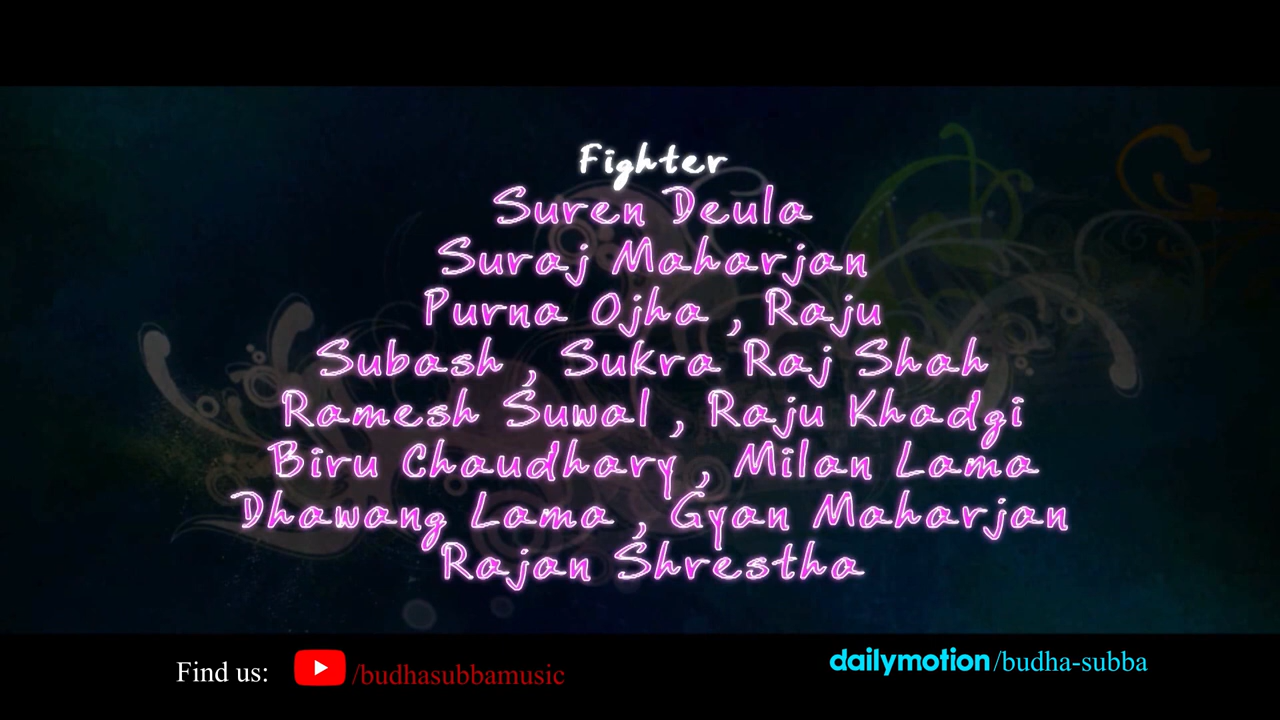 Fighter
Suren Deula
Suraj Maharjan
Purna Ojha , Raju
Subash , Sukra Raj Shah
Ramesh Suwal , Raju Khadgi
Biru Chaudhary , Milan Lama
Dhawang Lama , Gyan Maharjan
Rajan Shrestha
Find us: /budhasubbamusic dailymotion/budha-subba